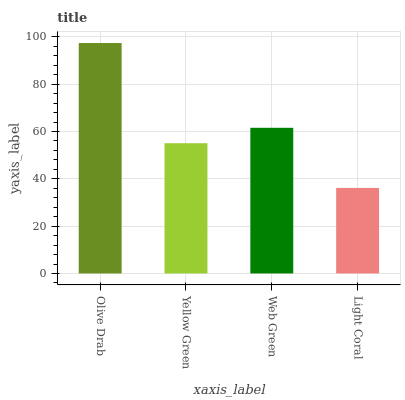 title
yaxis_label
100
80
60
40
20
0
Olive Drab
Yellow Green
Web Green
Light Coral
xaxis_label